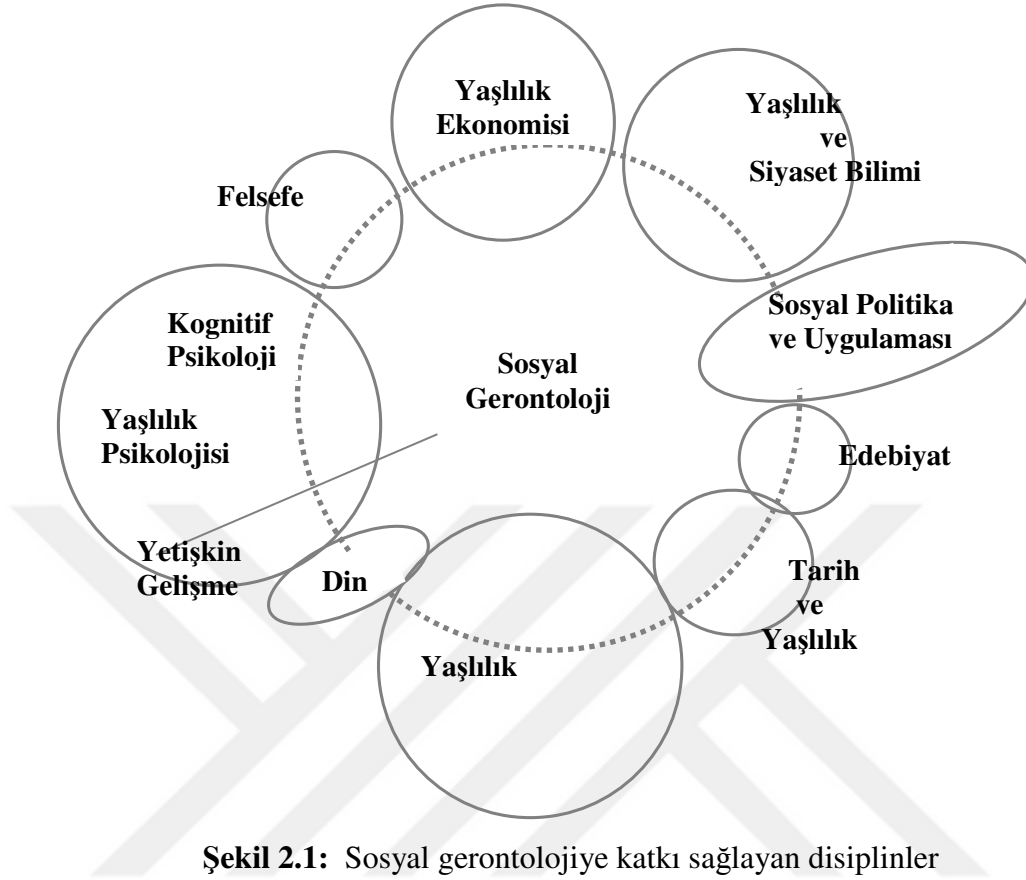 Yaşlılık
Ekonomisi
Yaşlılık
ve
Siyaset Bilimi
Felsefe
Sosyal Politika
ve Uygulaması
Kognitif
Psikoloji
Sosyal
Gerontoloji
Yaşlılık
Psikolojisi
Edebiyat
Yetişkin
Gelişme
Din
Tarih
ve
Yaşlılık
Yaşlılık
Şekil 2.1: Sosyal gerontolojiye katkı sağlayan disiplinler